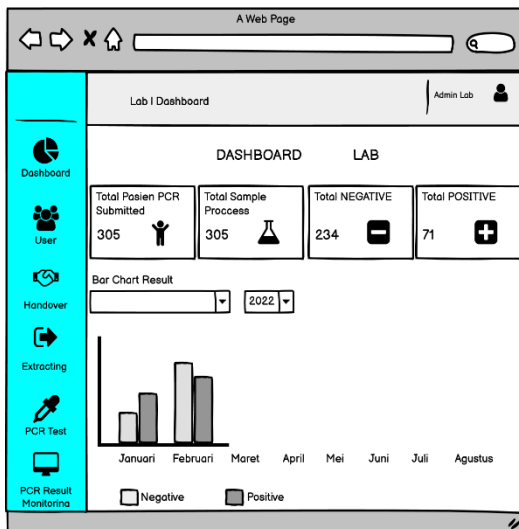 A Web Page
Lab | Dashboard
Admin Lab
Dashboard
User
Handover
Extracting
PCR Test
PCR Result
Monitoring
DASHBOARD LAB
Total Pasien PCR
Submitted
305
Total Sample
Proccess
305
Total NEGATIVE
234
Total POSITIVE
71
Bar Chart Result
2022
Januari Februari Maret April Mei Juni Juli Agustus
Negative Positive